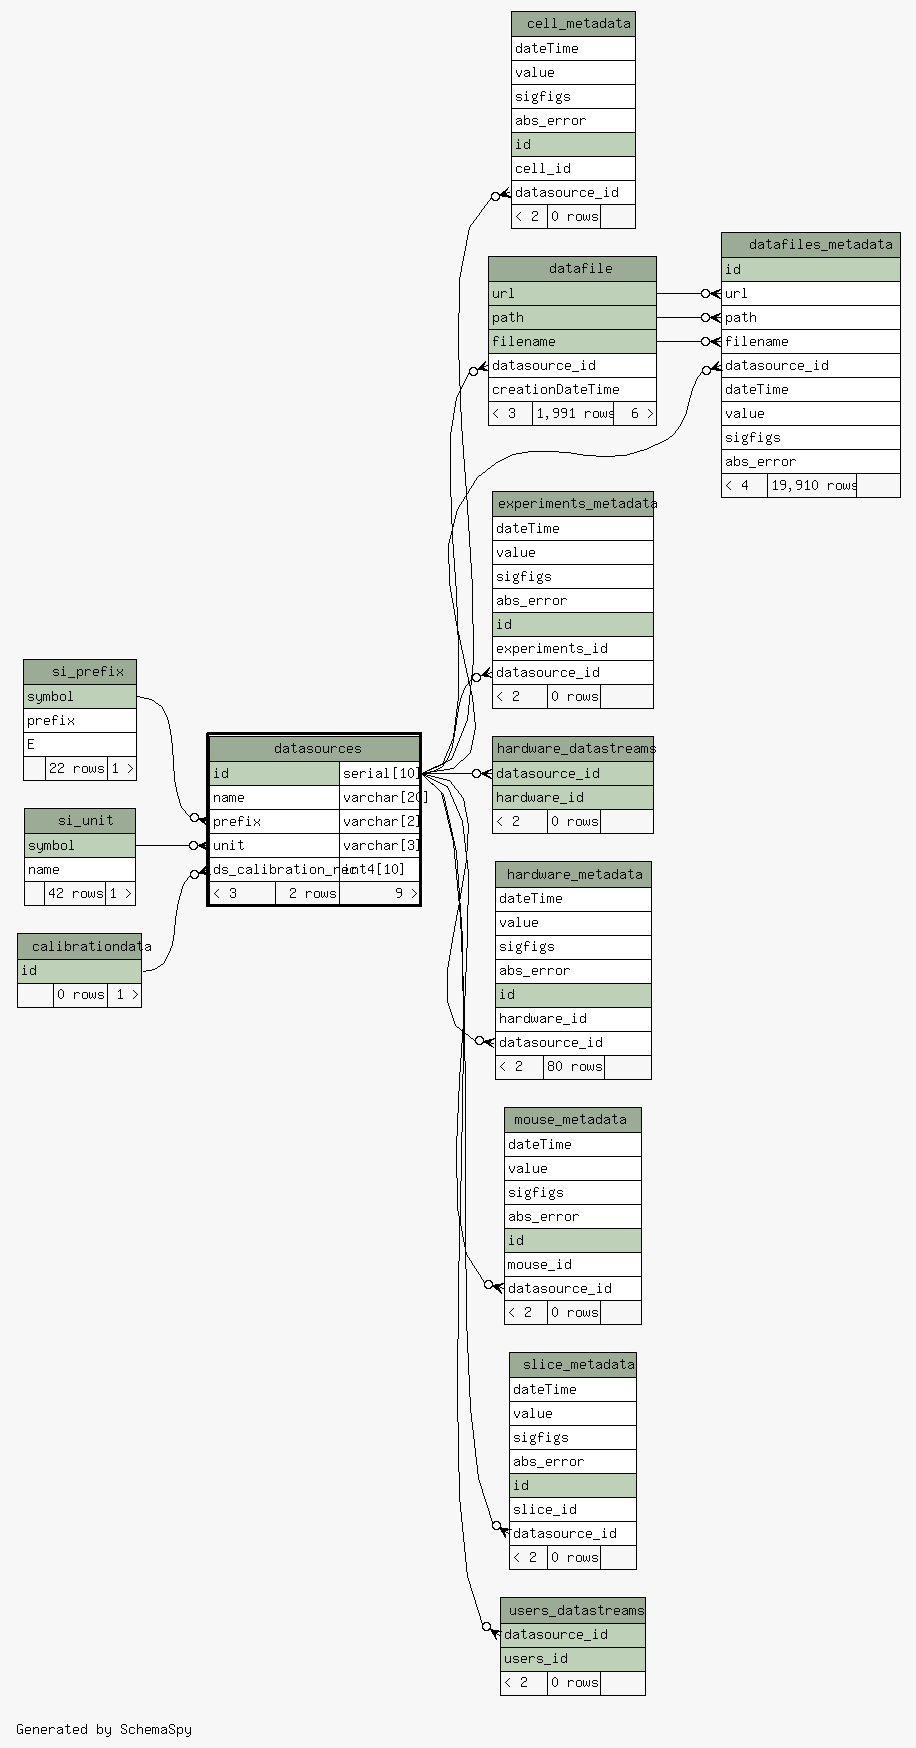 cell_metadata
dateTime
value
sigfigs
abs_error
id
cell_id
datasource_id
< 2 0 rows
datafile
url
path
filename
datasource_id
creationDateTime
< 3 1,991 rows 6 >
datafiles_metadata
id
url
path
filename
datasource_id
dateTime
value
sigfigs
abs_error
< 4 19,910 rows
experiments_metadata
dateTime
value
sigfigs
abs_error
id
experiments_id
datasource_id
< 2 0 rows
si_prefix
symbol
prefix
E
22 rows 1 >
si_unit
symbol
name
42 rows 1 >
calibrationdata
id
0 rows 1 >
datasources
id serial[10]
name varchar[20]
prefix varchar[2]
unit varchar[3]
ds_calibration_rec int4[10]
< 3 2 rows 9 >
hardware_datastreams
datasource_id
hardware_id
< 2 0 rows
hardware_metadata
dateTime
value
sigfigs
abs_error
id
hardware_id
datasource_id
< 2 80 rows
mouse_metadata
dateTime
value
sigfigs
abs_error
id
mouse_id
datasource_id
< 2 0 rows
slice_metadata
dateTime
value
sigfigs
abs_error
id
slice_id
datasource_id
< 2 0 rows
users_datastreams
datasource_id
users_id
< 2 0 rows
Generated by SchemaSpy